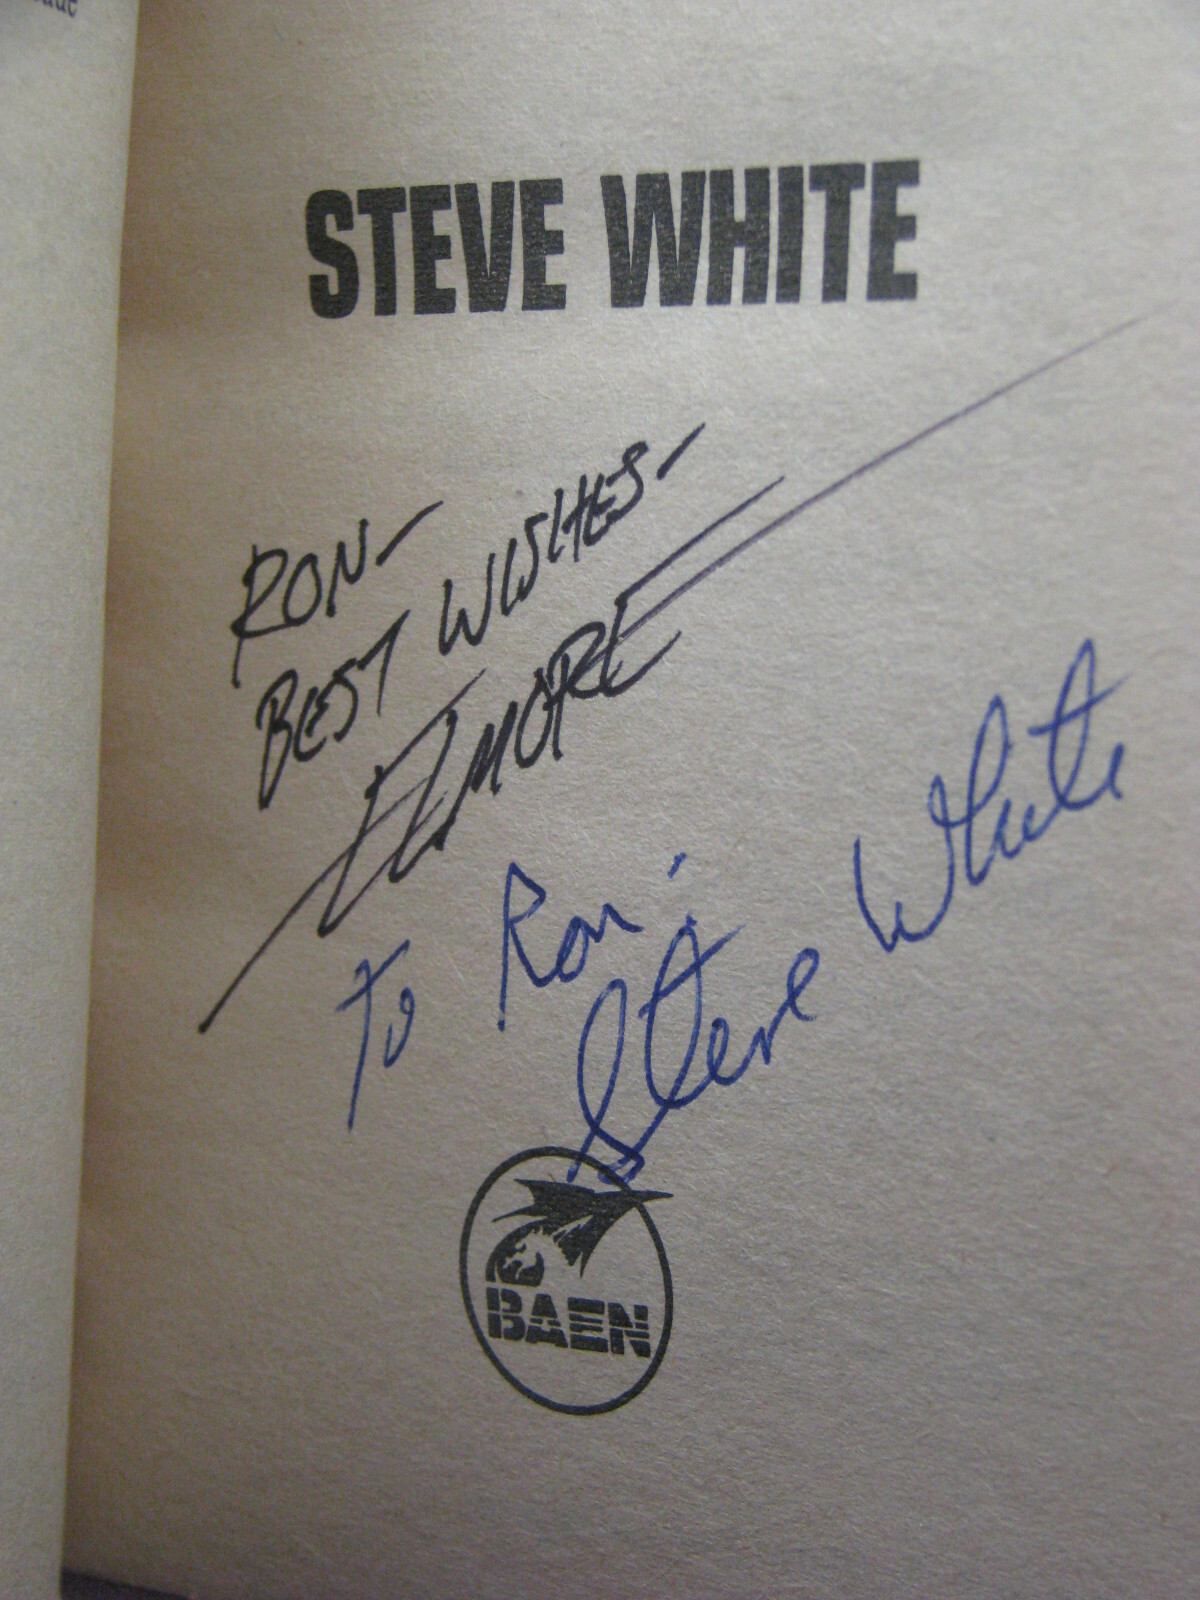 STEVE WHITE
RON-
BEST WISHES-
ELMORE
To Ron,
Steve White
BAEN